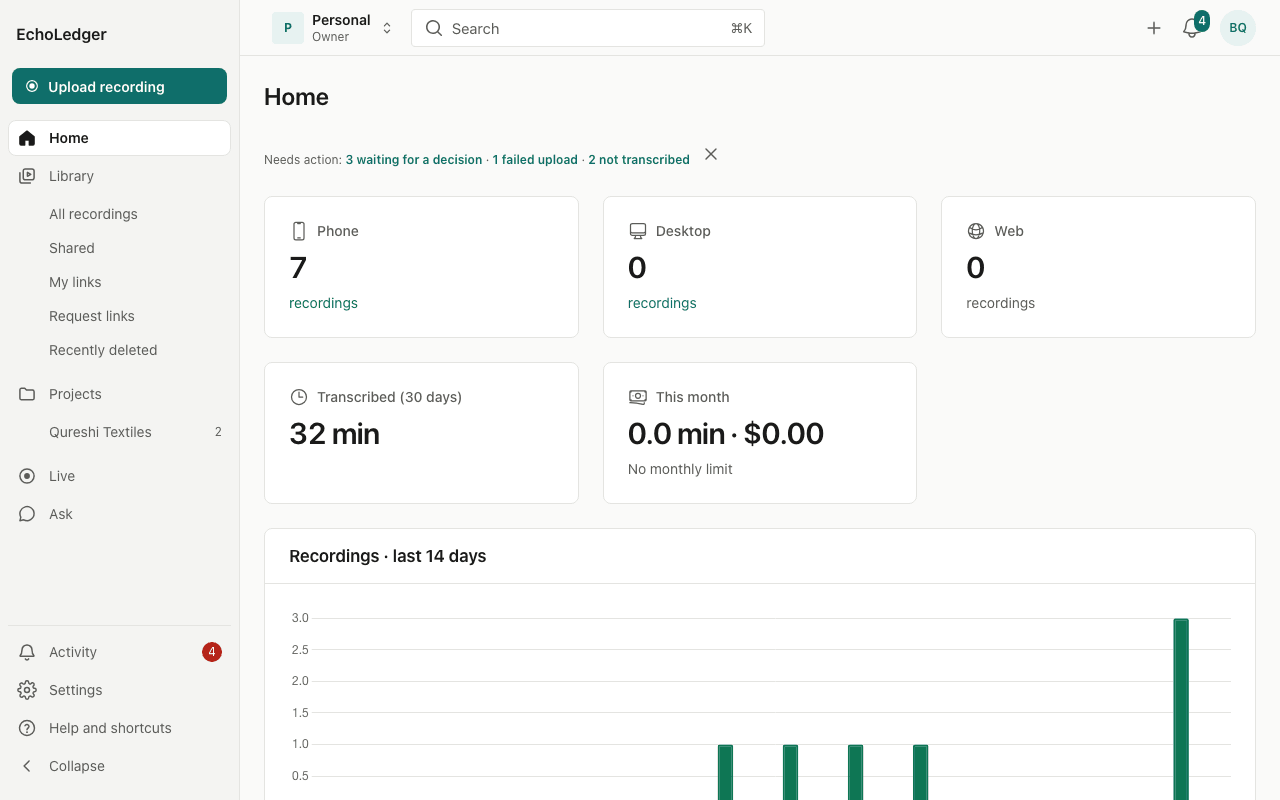 EchoLedger
Upload recording
Home
Library
All recordings
Shared
My links
Request links
Recently deleted
Projects
Qureshi Textiles 2
Live
Ask
Activity 4
Settings
Help and shortcuts
Collapse
P Personal
Owner
Search ⌘K
4
BQ
Home
Needs action: 3 waiting for a decision · 1 failed upload · 2 not transcribed
Phone
7
recordings
Desktop
0
recordings
Web
0
recordings
Transcribed (30 days)
32 min
This month
0.0 min · $0.00
No monthly limit
Recordings · last 14 days
3.0
2.5
2.0
1.5
1.0
0.5